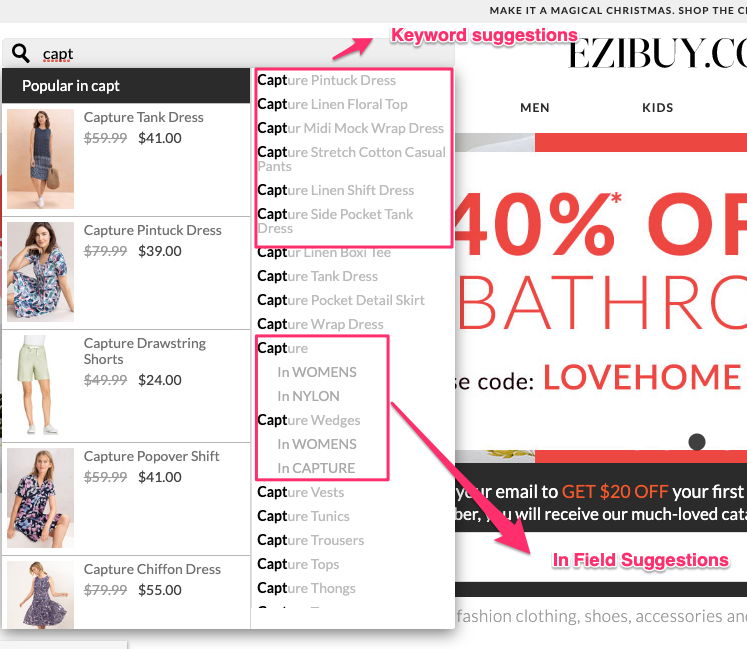 MAKE IT A MAGICAL CHRISTMAS. SHOP THE
Keyword suggestions
capt
EZIBUY.CO
Popular in capt
MEN
KIDS
Capture Tank Dress
$59.99 $41.00
Capture Pintuck Dress
$79.99 $39.00
Capture Drawstring
Shorts
$49.99 $24.00
Capture Popover Shift
$59.99 $41.00
Capture Chiffon Dress
$79.99 $55.00
Capture Pintuck Dress
Capture Linen Floral Top
Captur Midi Mock Wrap Dress
Capture Stretch Cotton Casual
Pants
Capture Linen Shift Dress
Capture Side Pocket Tank
Dress
Captur Linen Boxi Tee
Capture Tank Dress
Capture Pocket Detail Skirt
Capture Wrap Dress
Capture
In WOMENS
In NYLON
Capture Wedges
In WOMENS
In CAPTURE
Capture Vests
Capture Tunics
Capture Trousers
Capture Tops
Capture Thongs
40%* OF
BATHRO
se code: LOVEHOME
your email to GET $20 OFF your first
ber, you will receive our much-loved cata
In Field Suggestions
fashion clothing, shoes, accessories and